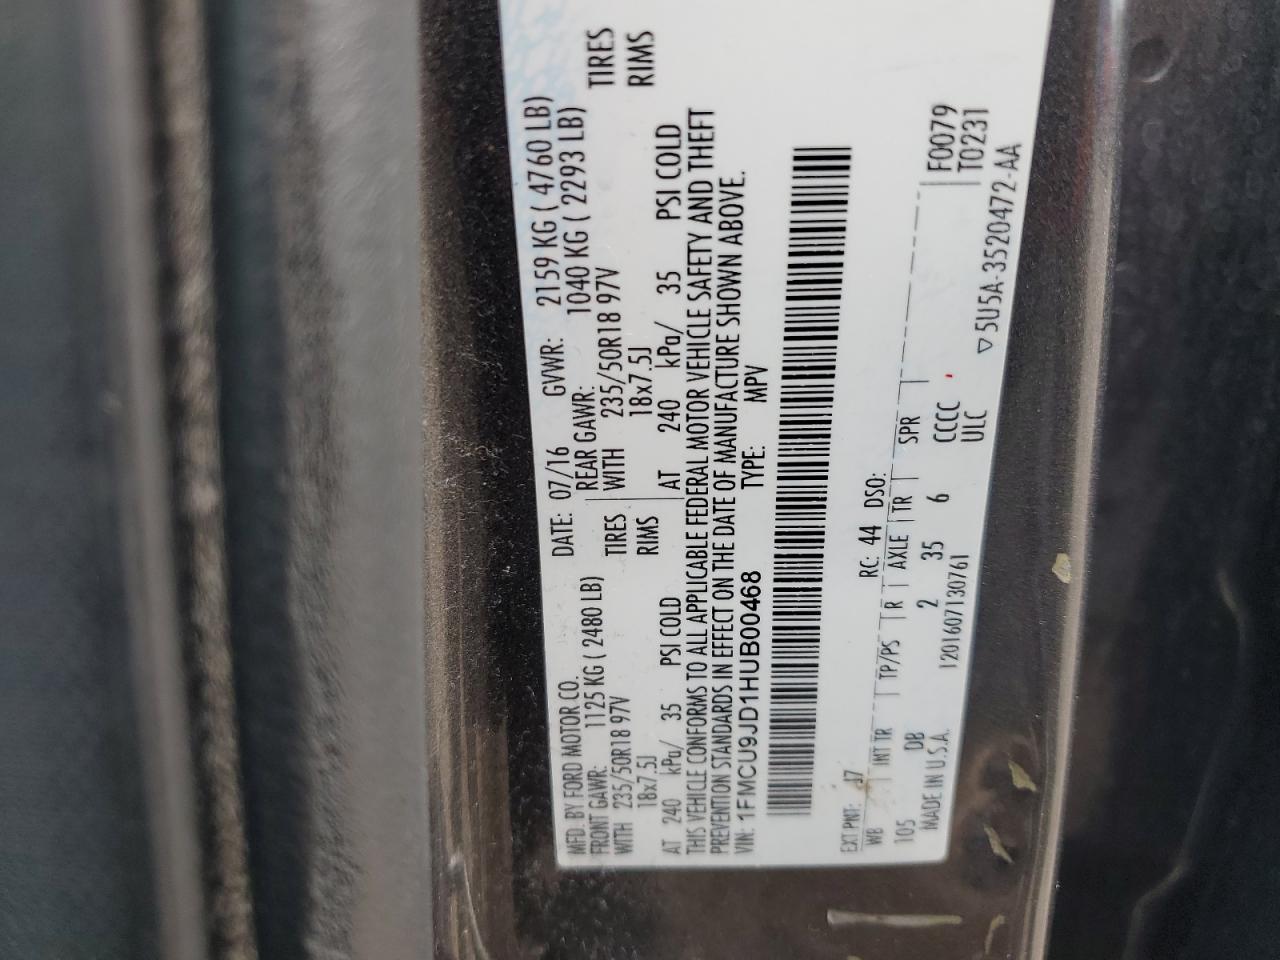 MFD. BY FORD MOTOR CO. DATE: 07/16 GVWR: 2159 KG ( 4760 LB)
FRONT GAWR: 1125 KG ( 2480 LB) REAR GAWR: 1040 KG ( 2293 LB)
WITH 235/50R18 97V TIRES WITH 235/50R18 97V TIRES
18x7.5J RIMS 18x7.5J RIMS
AT 240 kPa/ 35 PSI COLD AT 240 kPa/ 35 PSI COLD
THIS VEHICLE CONFORMS TO ALL APPLICABLE FEDERAL MOTOR VEHICLE SAFETY AND THEFT
PREVENTION STANDARDS IN EFFECT ON THE DATE OF MANUFACTURE SHOWN ABOVE.
VIN: 1FMCU9JD1HUB00468 TYPE: MPV
EXT PNT: J7 RC: 44 DSO:
WB INT TR TP/PS R AXLE TR SPR F0079
105 DB 2 35 6 CCCC T0231
MADE IN U.S.A. 1201607130761 ULC
▽ 5U5A-3520472-AA